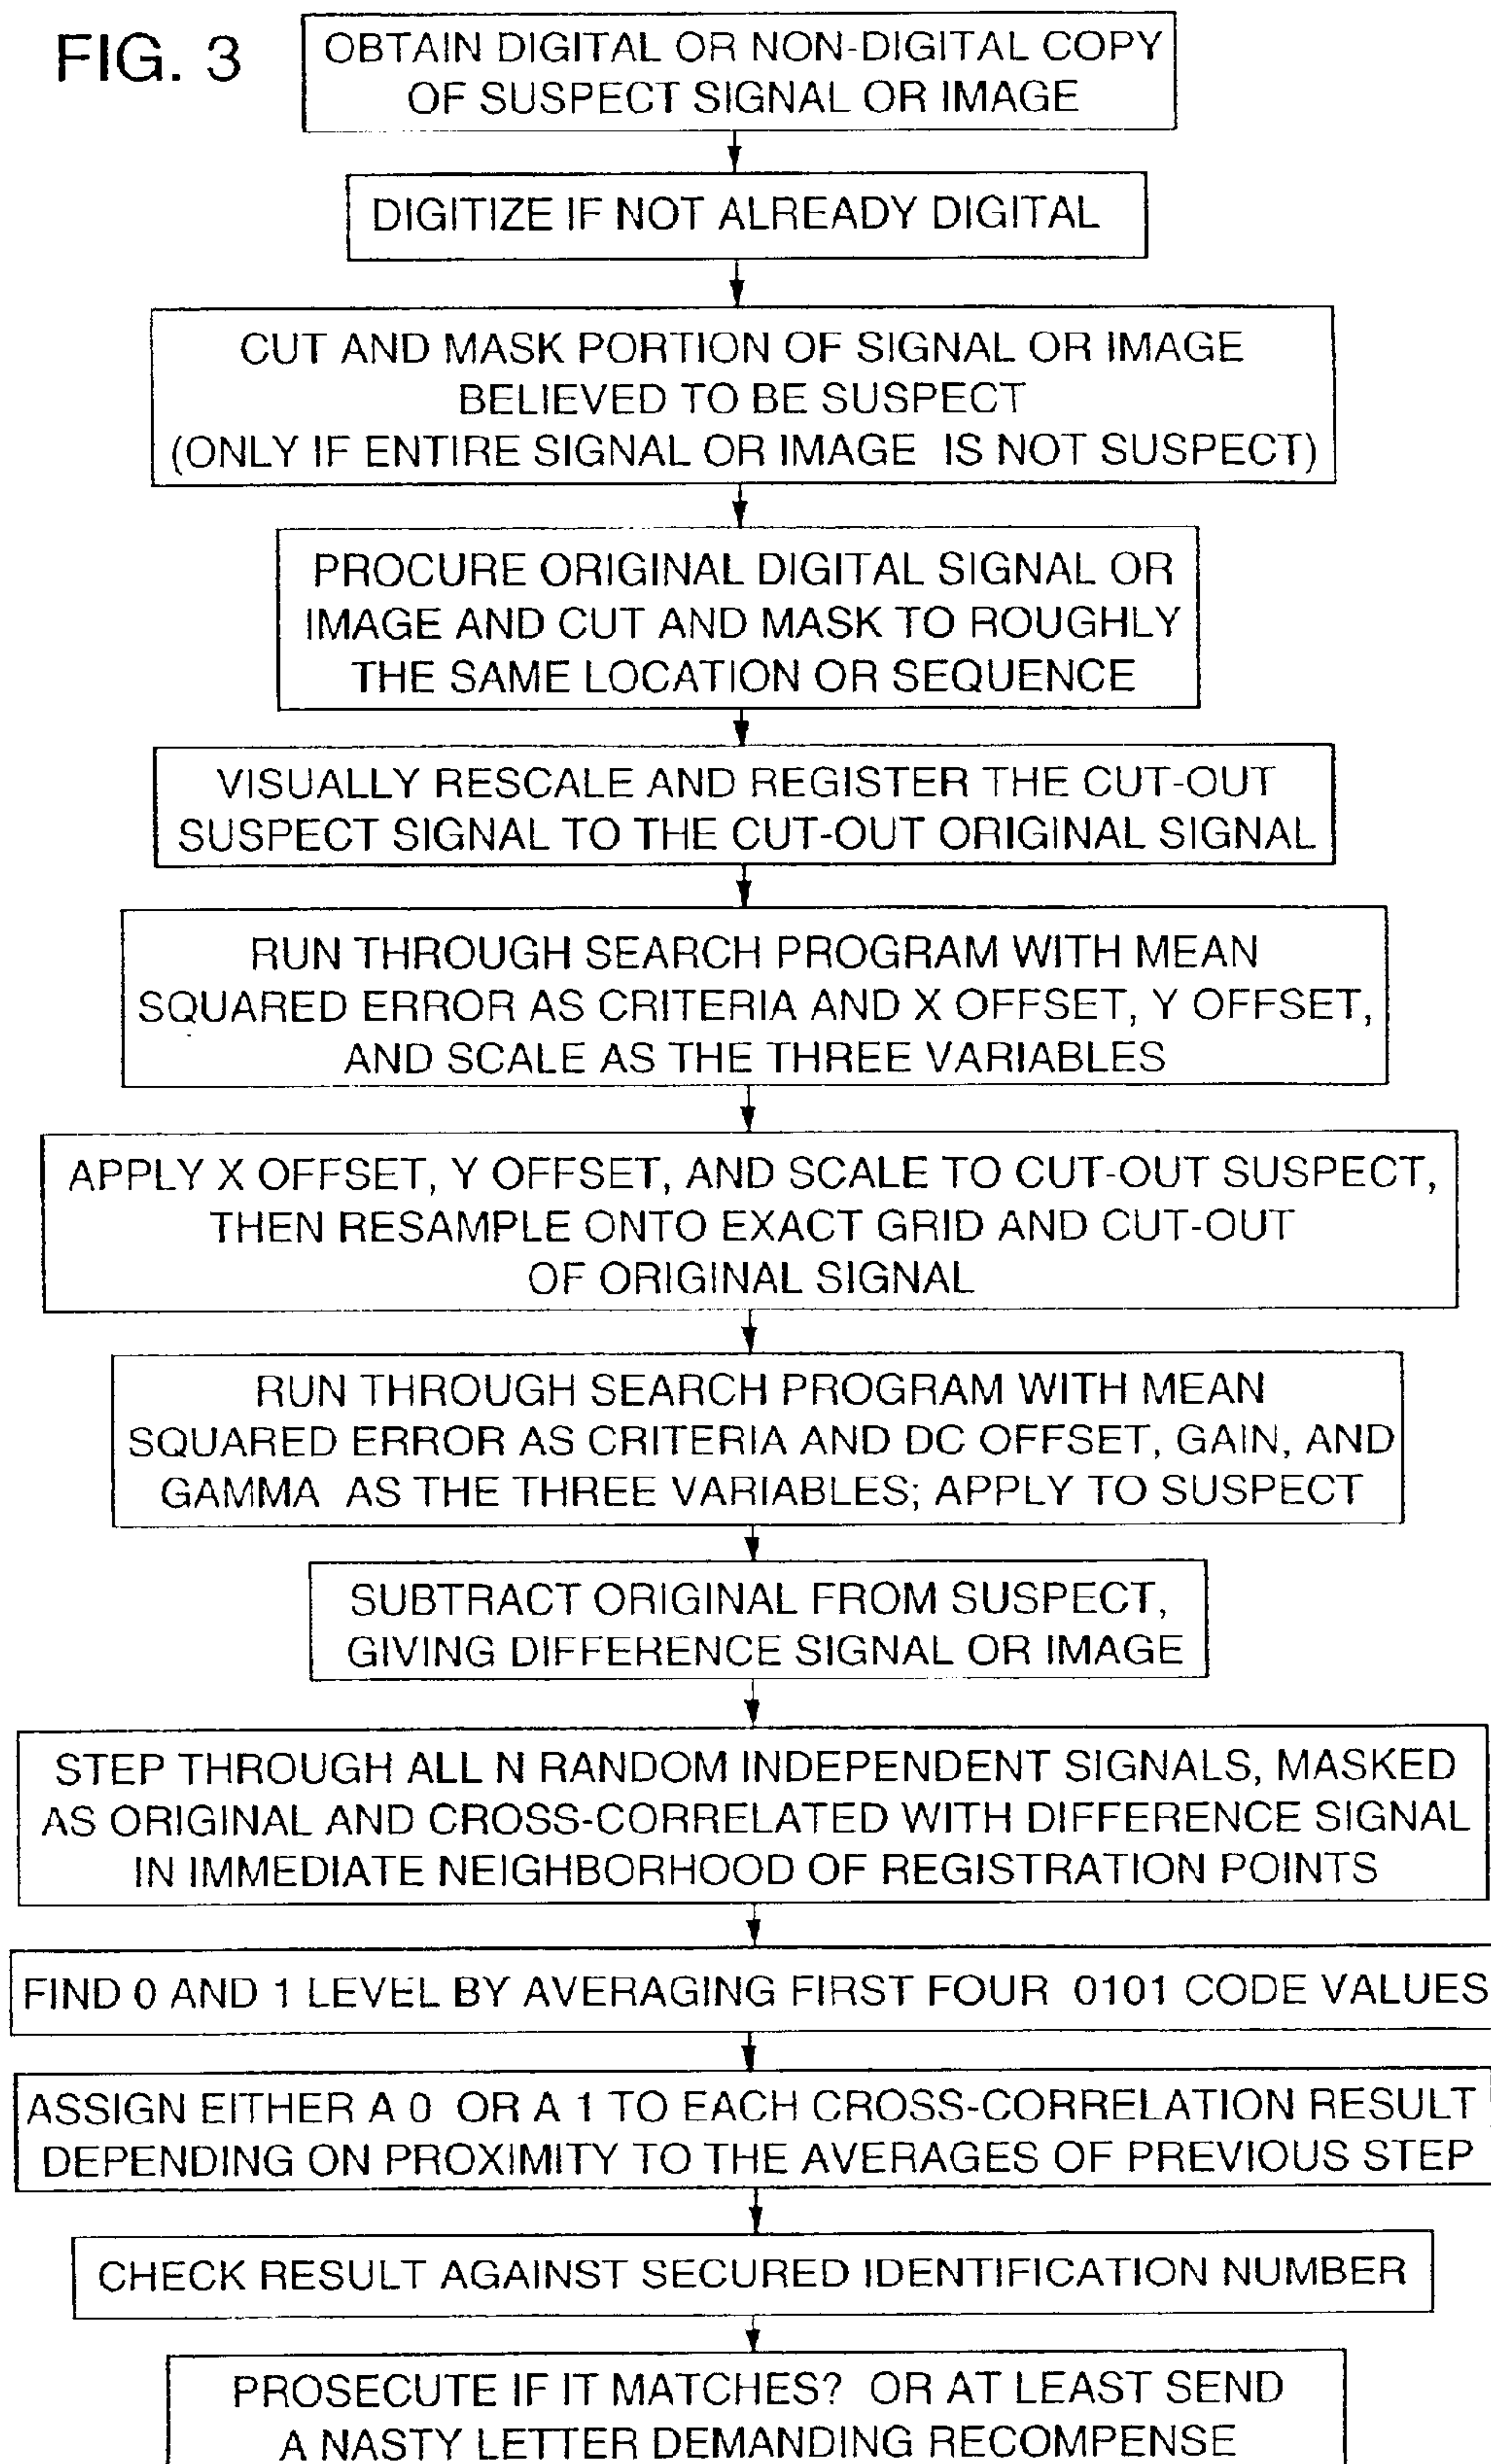 FIG. 3
OBTAIN DIGITAL OR NON-DIGITAL COPY
OF SUSPECT SIGNAL OR IMAGE
DIGITIZE IF NOT ALREADY DIGITAL
CUT AND MASK PORTION OF SIGNAL OR IMAGE
BELIEVED TO BE SUSPECT
(ONLY IF ENTIRE SIGNAL OR IMAGE IS NOT SUSPECT)
PROCURE ORIGINAL DIGITAL SIGNAL OR
IMAGE AND CUT AND MASK TO ROUGHLY
THE SAME LOCATION OR SEQUENCE
VISUALLY RESCALE AND REGISTER THE CUT-OUT
SUSPECT SIGNAL TO THE CUT-OUT ORIGINAL SIGNAL
RUN THROUGH SEARCH PROGRAM WITH MEAN
SQUARED ERROR AS CRITERIA AND X OFFSET, Y OFFSET,
AND SCALE AS THE THREE VARIABLES
APPLY X OFFSET, Y OFFSET, AND SCALE TO CUT-OUT SUSPECT,
THEN RESAMPLE ONTO EXACT GRID AND CUT-OUT
OF ORIGINAL SIGNAL
RUN THROUGH SEARCH PROGRAM WITH MEAN
SQUARED ERROR AS CRITERIA AND DC OFFSET, GAIN, AND
GAMMA AS THE THREE VARIABLES; APPLY TO SUSPECT
SUBTRACT ORIGINAL FROM SUSPECT,
GIVING DIFFERENCE SIGNAL OR IMAGE
STEP THROUGH ALL N RANDOM INDEPENDENT SIGNALS, MASKED
AS ORIGINAL AND CROSS-CORRELATED WITH DIFFERENCE SIGNAL
IN IMMEDIATE NEIGHBORHOOD OF REGISTRATION POINTS
FIND 0 AND 1 LEVEL BY AVERAGING FIRST FOUR 0101 CODE VALUES
ASSIGN EITHER A 0 OR A 1 TO EACH CROSS-CORRELATION RESULT
DEPENDING ON PROXIMITY TO THE AVERAGES OF PREVIOUS STEP
CHECK RESULT AGAINST SECURED IDENTIFICATION NUMBER
PROSECUTE IF IT MATCHES? OR AT LEAST SEND
A NASTY LETTER DEMANDING RECOMPENSE